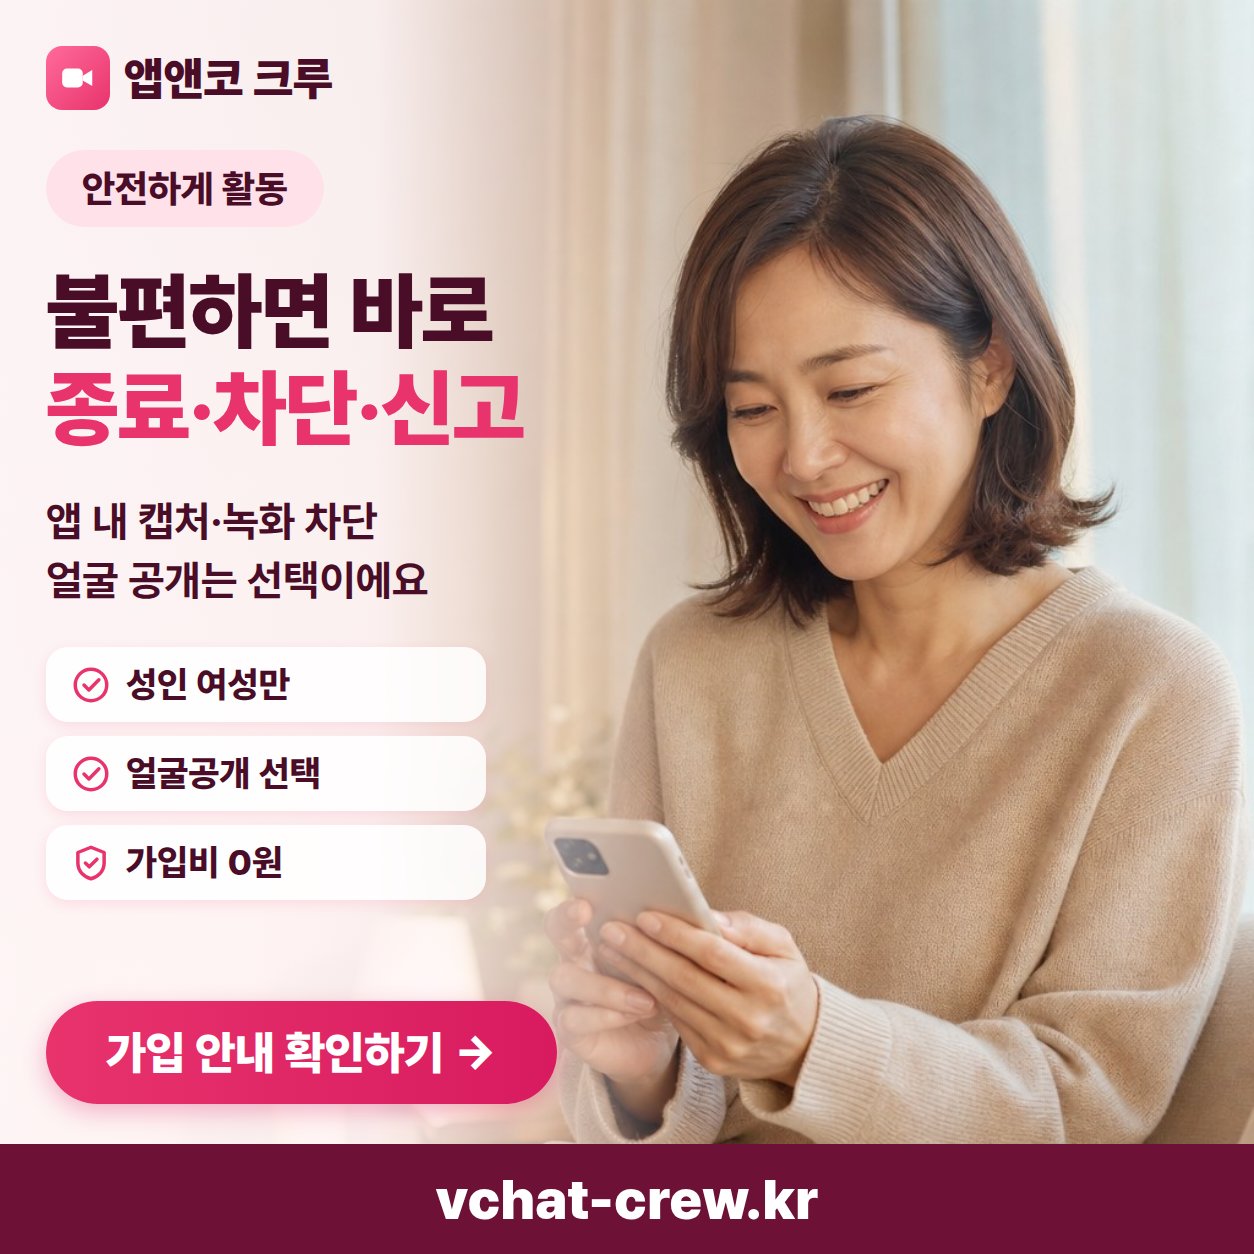 앱앤코 크루
안전하게 활동
불편하면 바로
종료·차단·신고
앱 내 캡처·녹화 차단
얼굴 공개는 선택이에요
성인 여성만
얼굴공개 선택
가입비 0원
가입 안내 확인하기 →
vchat-crew.kr